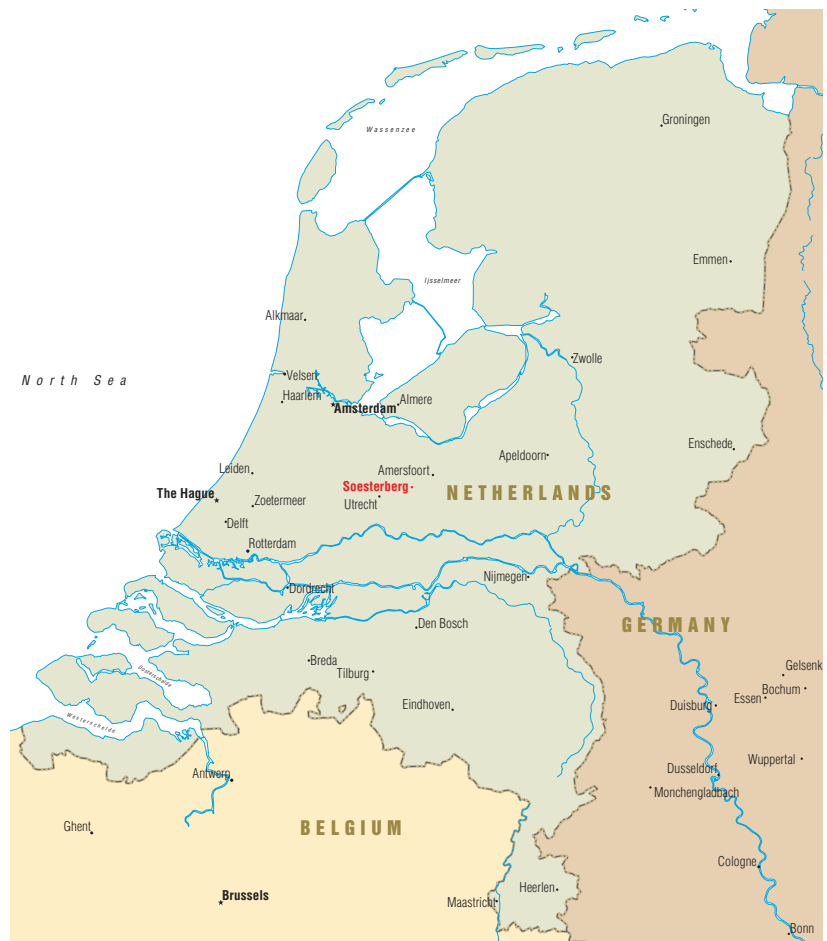 Wassenzee
Groningen
Emmen
Ijsselmeer
Alkmaar
Zwolle
North Sea
Velsen
Haarlem
Almere
Amsterdam
Enschede
Apeldoorn
Leiden
Amersfoort
Soesterberg
NETHERLANDS
The Hague
Zoetermeer
Utrecht
Delft
Rotterdam
Nijmegen
Dordrecht
Den Bosch
GERMANY
Breda
Gelsenk
Tilburg
Oosterschelde
Bochum
Essen
Eindhoven
Duisburg
Westerschelde
Wuppertal
Dusseldorf
Antwerp
Monchengladbach
Ghent
BELGIUM
Cologne
Heerlen
Brussels
Maastricht
Bonn